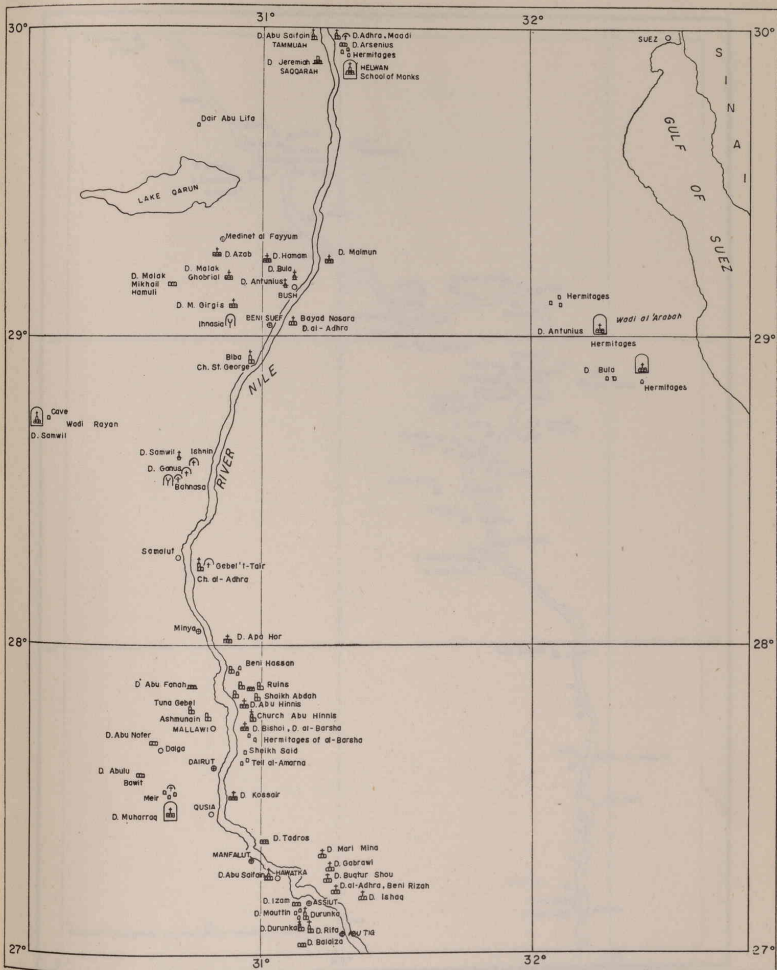 31°
32°
30°
30°
D. Abu Saifain
TAMMUAH
D. Adhra, Maadi
D. Arsenius
Hermitages
D. Jeremiah
SAQQARAH
HELWAN
School of Monks
SUEZ
SINAI
GULF OF SUEZ
Dair Abu Lifa
LAKE QARUN
Medinet al Fayyum
D. Azab
D. Hamam
D. Malmun
D. Malak
Mikhail
Hamuli
D. Malak
Ghobrial
D. Bula
D. Antunius
BUSH
D. M. Girgis
Ihnasia
BENI SUEF
Bayad Nasara
D. al-Adhra
Hermitages
Wadi al 'Arabah
D. Antunius
Hermitages
29°
29°
Biba
Ch. St. George
D. Bula
Hermitages
NILE
RIVER
Cave
Wadi Rayan
D. Samwil
D. Samwil
Ishnin
D. Ganus
Bahnasa
Samalut
Gebel't-Tair
Ch. al-Adhra
Minya
D. Apa Hor
28°
28°
Beni Hassan
D. Abu Fanah
Ruins
Shaikh Abdah
Tuna Gebel
D. Abu Hinnis
Ashmunain
Church Abu Hinnis
MALLAWI
D. Bishoi, D. al-Barsha
D. Abu Nofer
Hermitages of al-Barsha
Dalga
Sheikh Said
Tell al-Amarna
DAIRUT
D. Abulu
Bawit
Meir
D. Kossair
D. Muharraq
QUSIA
D. Tadros
MANFALUT
D. Mari Mina
D. Gabrawi
D. Abu Saifain
HAWATKA
D. Buqtur Shou
D. al-Adhra, Beni Rizah
D. Ishaq
D. Izam
ASSIUT
D. Mouttin
Durunka
D. Durunka
D. Rifa
ABU TIG
D. Balaiza
27°
27°
31°
32°